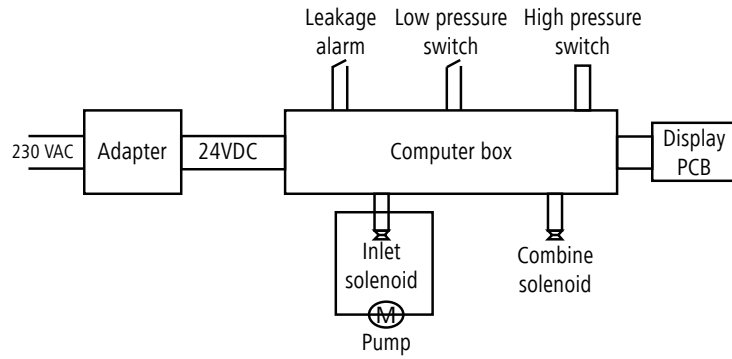 Leakage
alarm
Low pressure
switch
High pressure
switch
230 VAC
Adapter
24VDC
Computer box
Display
PCB
Inlet
solenoid
Combine
solenoid
M
Pump